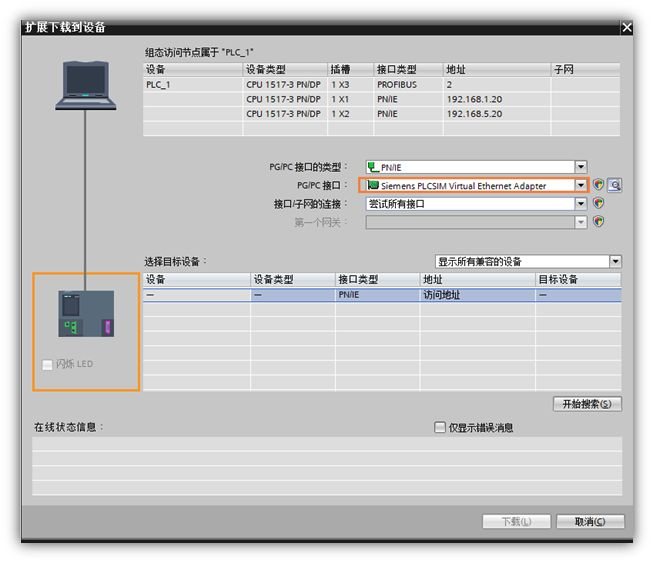 扩展下载到设备
组态访问节点属于 "PLC_1"
设备 设备类型 插槽 接口类型 地址 子网
PLC_1 CPU 1517-3 PN/DP 1 X3 PROFIBUS 2
CPU 1517-3 PN/DP 1 X1 PN/IE 192.168.1.20
CPU 1517-3 PN/DP 1 X2 PN/IE 192.168.5.20
PG/PC 接口的类型： PN/IE
PG/PC 接口： Siemens PLCSIM Virtual Ethernet Adapter
接口/子网的连接： 尝试所有接口
第一个网关：
选择目标设备： 显示所有兼容的设备
设备 设备类型 接口类型 地址 目标设备
— — PN/IE 访问地址 —
闪烁 LED
开始搜索(S)
在线状态信息： 仅显示错误消息
下载(L) 取消(C)